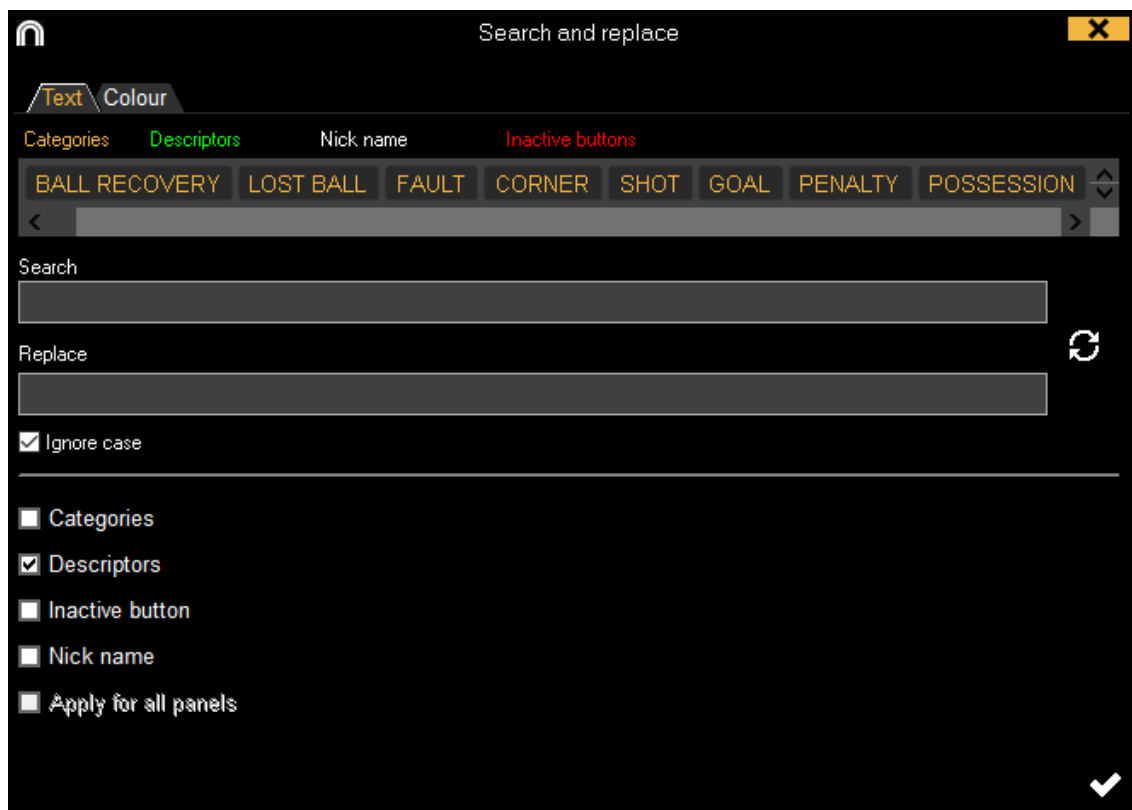 Search and replace
Text Colour
Categories Descriptors Nick name Inactive buttons
BALL RECOVERY LOST BALL FAULT CORNER SHOT GOAL PENALTY POSSESSION
Search
Replace
Ignore case
Categories
Descriptors
Inactive button
Nick name
Apply for all panels